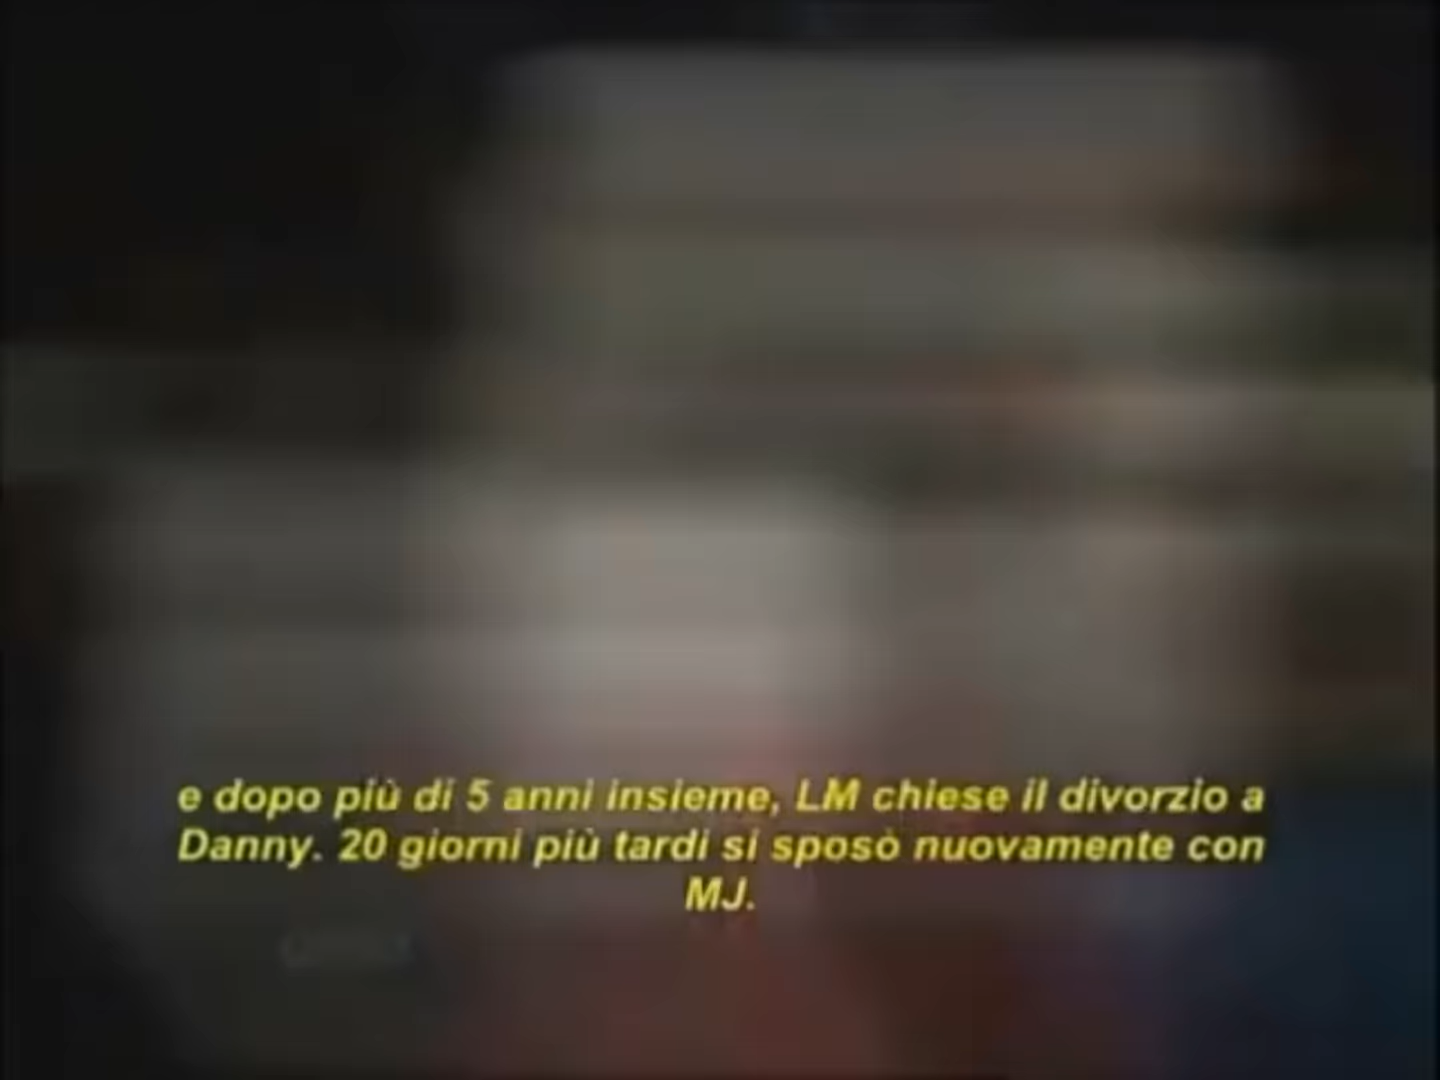 e dopo più di 5 anni insieme, LM chiese il divorzio a
Danny. 20 giorni più tardi si sposò nuovamente con
MJ.